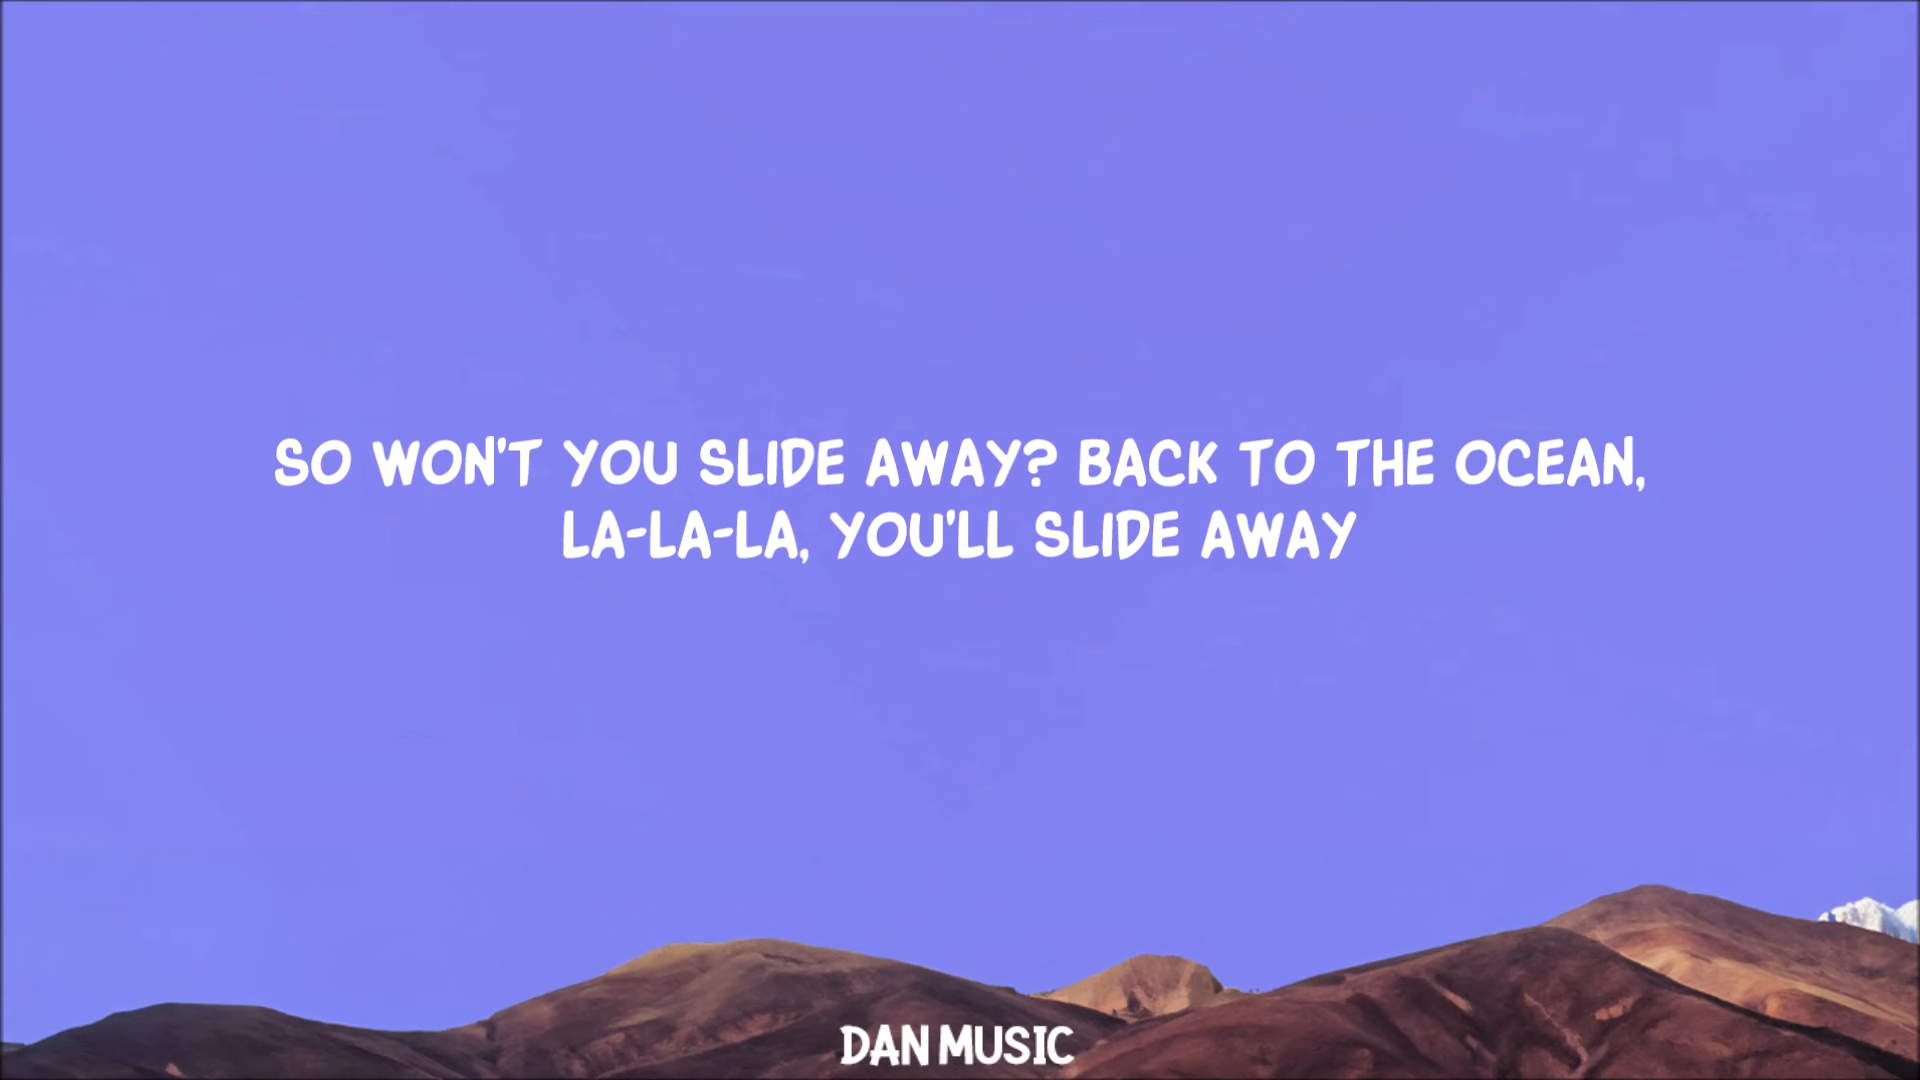 SO WON'T YOU SLIDE AWAY? BACK TO THE OCEAN,
LA-LA-LA, YOU'LL SLIDE AWAY
DAN MUSIC